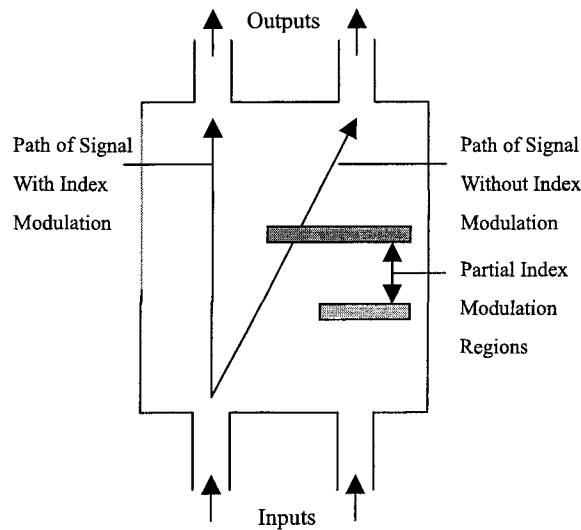 Outputs
Path of Signal
With Index
Modulation
Path of Signal
Without Index
Modulation
Partial Index
Modulation
Regions
Inputs